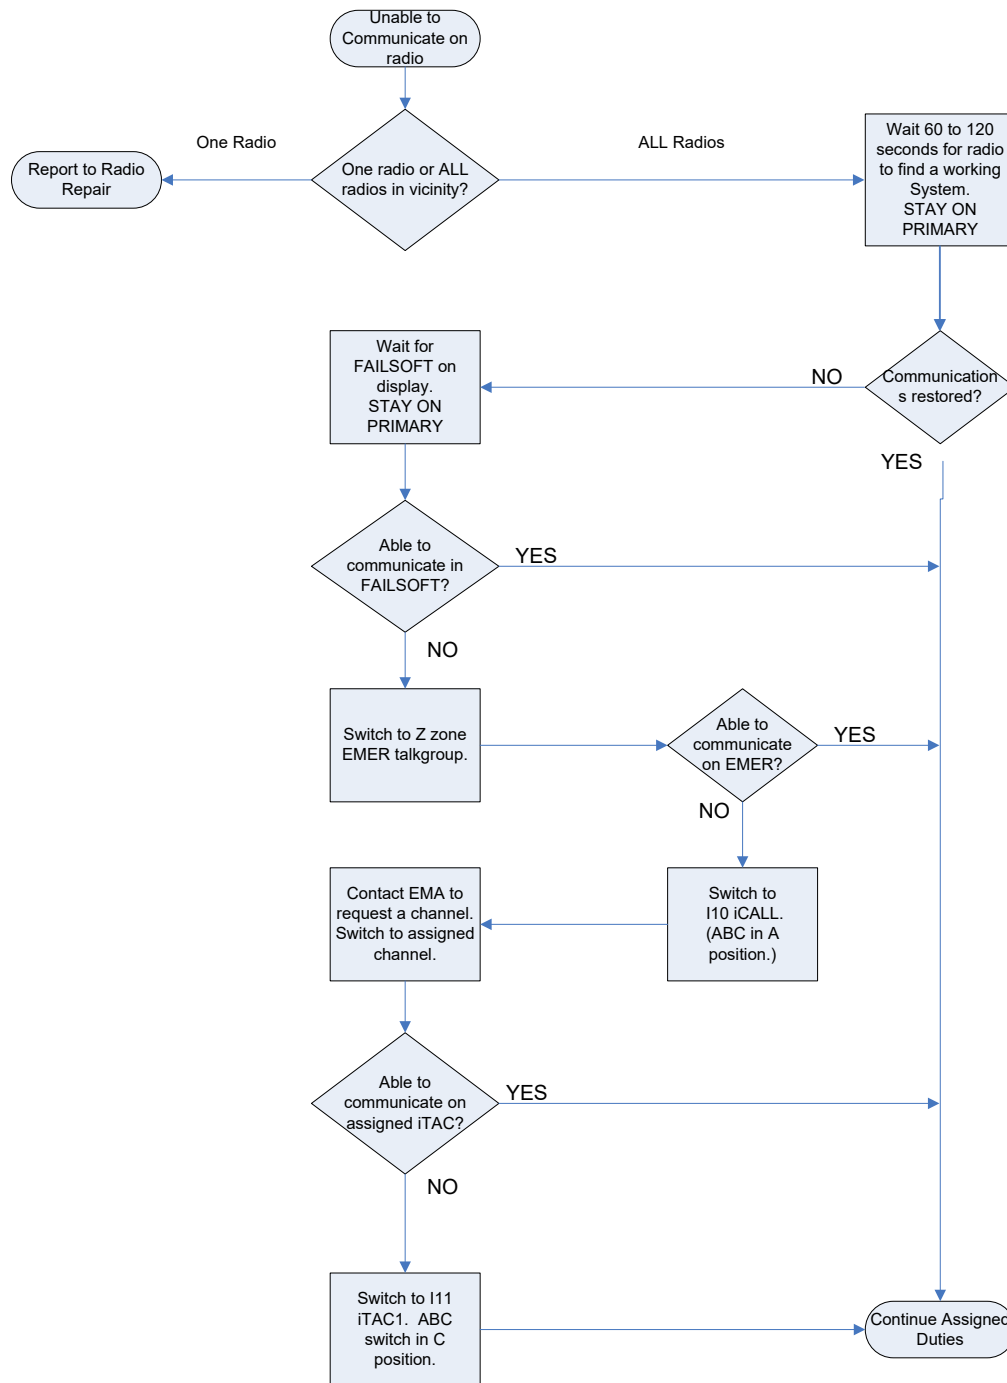 Unable to
Communicate on
radio
One Radio
ALL Radios
Report to Radio
Repair
One radio or ALL
radios in vicinity?
Wait 60 to 120
seconds for radio
to find a working
System.
STAY ON
PRIMARY
Wait for
FAILSOFT on
display.
STAY ON
PRIMARY
NO
Communication
s restored?
YES
Able to
communicate in
FAILSOFT?
YES
NO
Switch to Z zone
EMER talkgroup.
Able to
communicate
on EMER?
YES
NO
Contact EMA to
request a channel.
Switch to assigned
channel.
Switch to
I10 iCALL.
(ABC in A
position.)
Able to
communicate on
assigned iTAC?
YES
NO
Switch to I11
iTAC1.  ABC
switch in C
position.
Continue Assigned
Duties